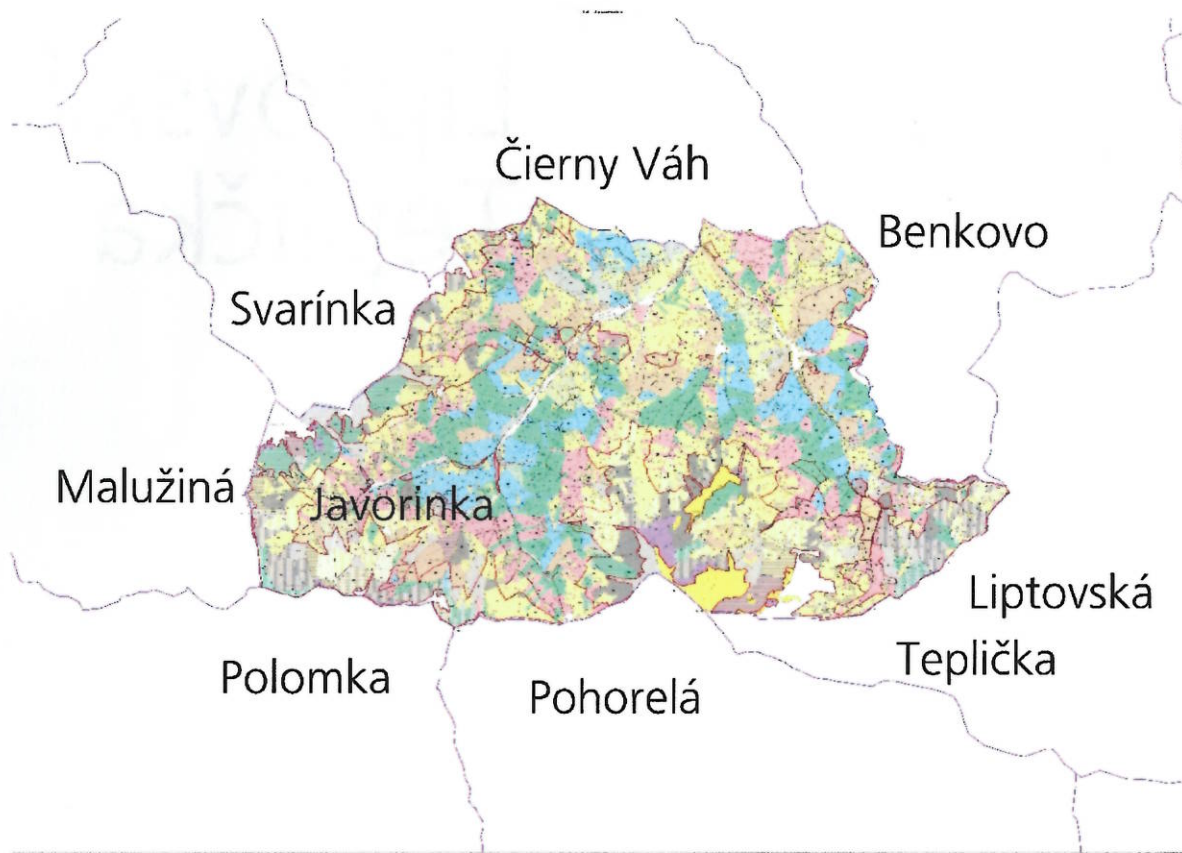 Čierny Váh
Benkovo
Svarínka
Malužiná
Javorinka
Liptovská
Teplička
Polomka
Pohorelá